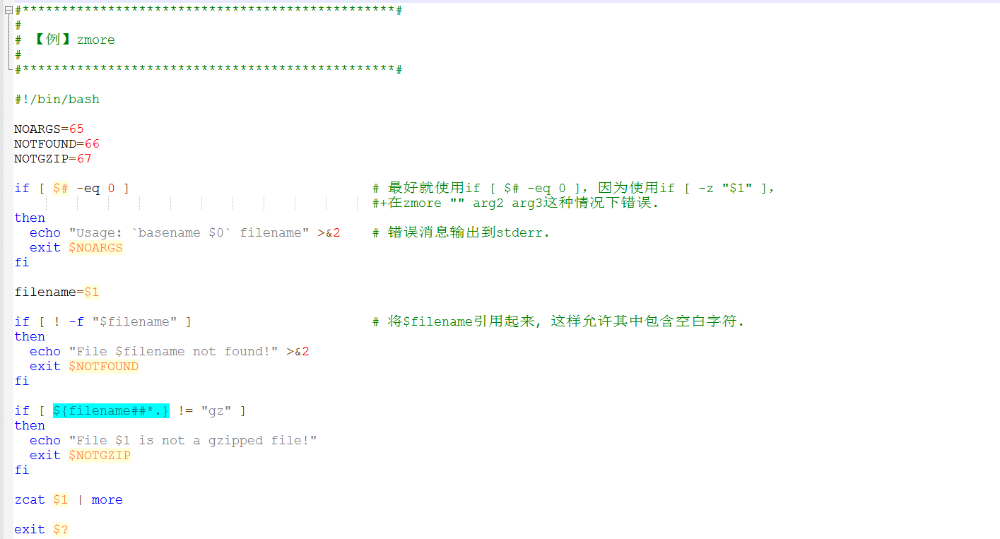 #************************************************#
#
# 【例】zmore
#
#************************************************#
#!/bin/bash
NOARGS=65
NOTFOUND=66
NOTGZIP=67
if [ $# -eq 0 ] # 最好就使用if [ $# -eq 0 ], 因为使用if [ -z "$1" ],
#+在zmore "" arg2 arg3这种情况下错误.
then
echo "Usage: `basename $0` filename" >&2 # 错误消息输出到stderr.
exit $NOARGS
fi
filename=$1
if [ ! -f "$filename" ] # 将$filename引用起来, 这样允许其中包含空白字符.
then
echo "File $filename not found!" >&2
exit $NOTFOUND
fi
if [ ${filename##*.} != "gz" ]
then
echo "File $1 is not a gzipped file!"
exit $NOTGZIP
fi
zcat $1 | more
exit $?